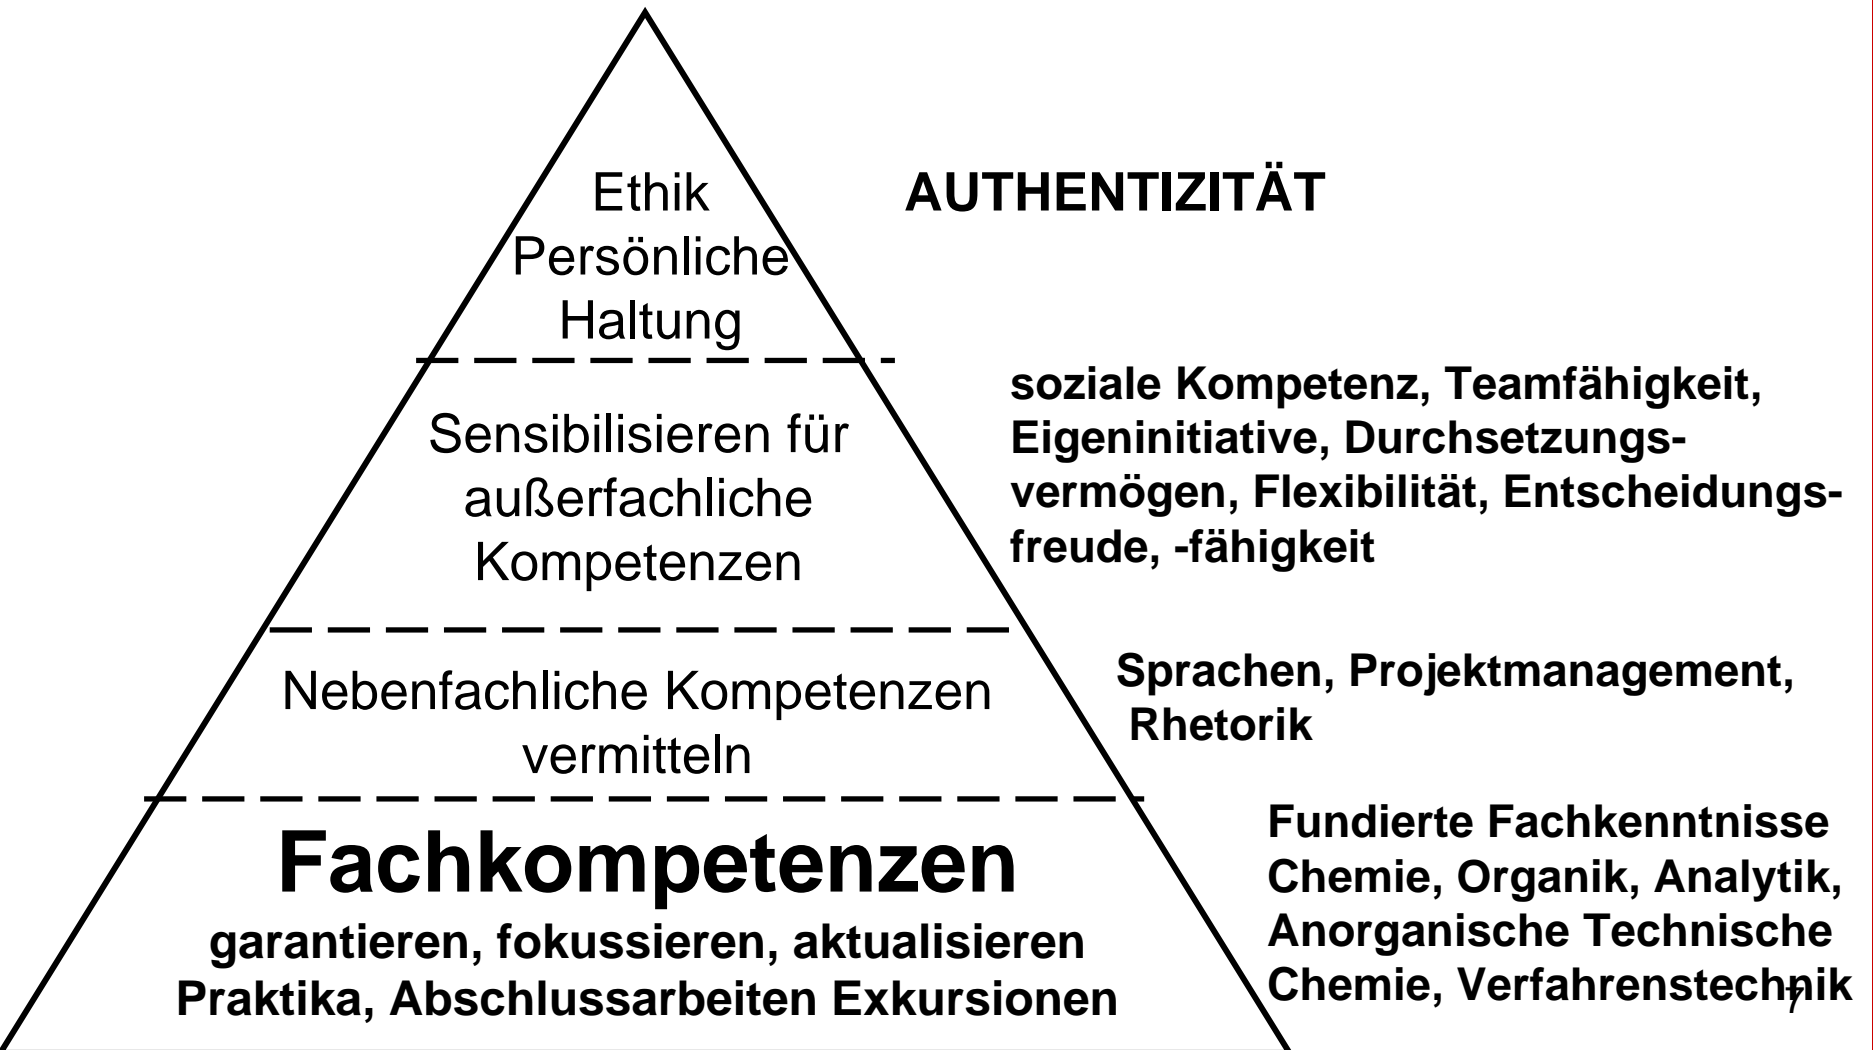 Ethik
Persönliche
Haltung
AUTHENTIZITÄT
Sensibilisieren für
außerfachliche
Kompetenzen
soziale Kompetenz, Teamfähigkeit,
Eigeninitiative, Durchsetzungs-
vermögen, Flexibilität, Entscheidungs-
freude, -fähigkeit
Nebenfachliche Kompetenzen
vermitteln
Sprachen, Projektmanagement,
Rhetorik
Fachkompetenzen
garantieren, fokussieren, aktualisieren
Praktika, Abschlussarbeiten Exkursionen
Fundierte Fachkenntnisse
Chemie, Organik, Analytik,
Anorganische Technische
Chemie, Verfahrenstechnik
7